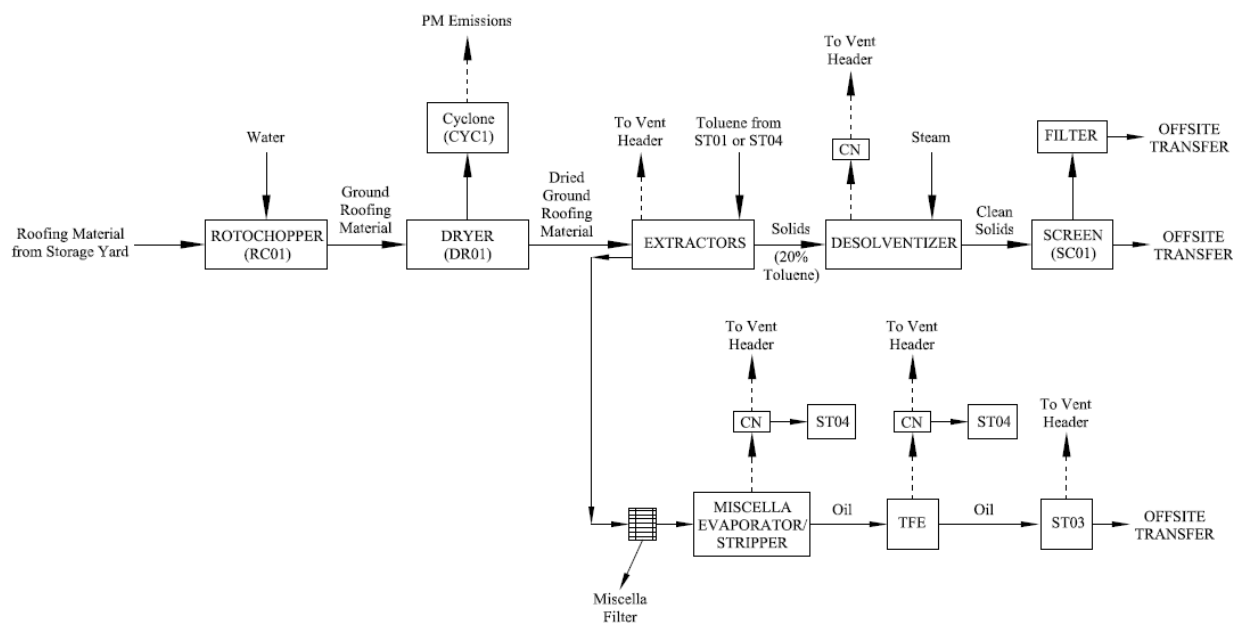 PM Emissions
To Vent
Header
Cyclone
(CYC1)
To Vent
Header
Toluene from
ST01 or ST04
CN
Steam
FILTER
OFFSITE
TRANSFER
Water
Ground
Roofing
Material
Dried
Ground
Roofing
Material
Roofing Material
from Storage Yard
ROTOCHOPPER
(RC01)
DRYER
(DR01)
EXTRACTORS
Solids
(20%
Toluene)
DESOLVENTIZER
Clean
Solids
SCREEN
(SC01)
OFFSITE
TRANSFER
To Vent
Header
To Vent
Header
To Vent
Header
CN
ST04
CN
ST04
MISCELLA
EVAPORATOR/
STRIPPER
Oil
TFE
Oil
ST03
OFFSITE
TRANSFER
Miscella
Filter